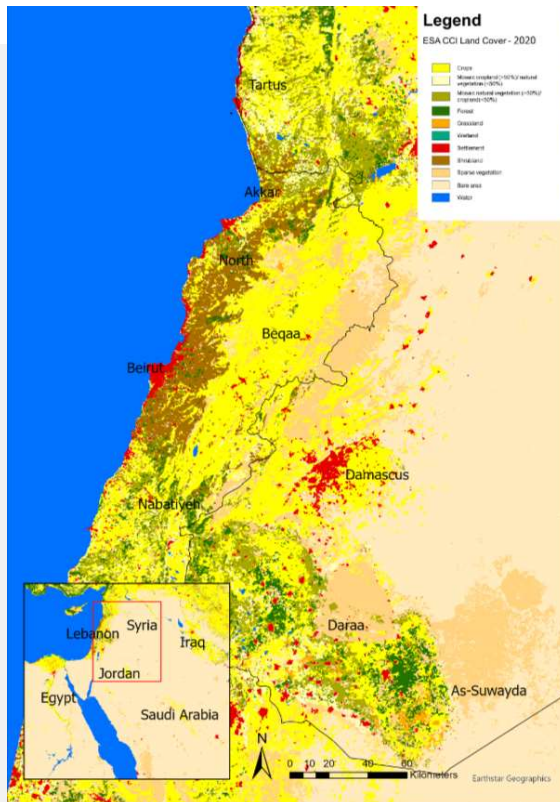 Legend
ESA CCI Land Cover - 2020
Crops
Mosaic cropland (>50%)/ natural
vegetation (<50%)
Mosaic natural vegetation (>50%)/
cropland(<50%)
Forest
Grassland
Wetland
Settlement
Shrubland
Sparse vegetation
Bare area
Water
Tartus
Akkar
North
Beqaa
Beirut
Damascus
Nabatiyeh
Daraa
As-Suwayda
Lebanon
Syria
Iraq
Jordan
Egypt
Saudi Arabia
N
0 10 20 40 60
Kilometers
Earthstar Geographics